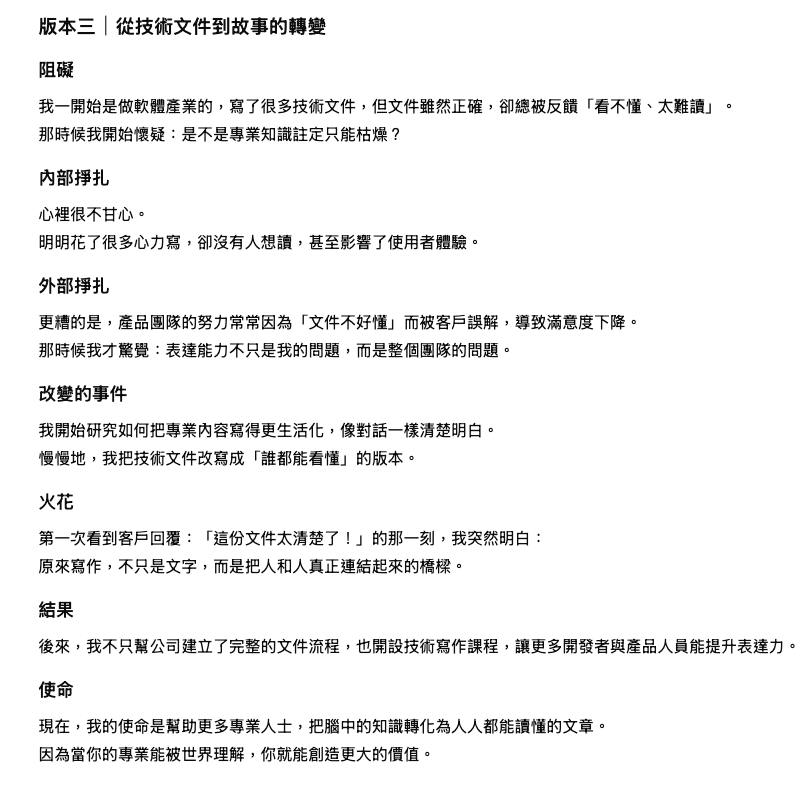 版本三｜從技術文件到故事的轉變
阻礙
我一開始是做軟體產業的，寫了很多技術文件，但文件雖然正確，卻總被反饋「看不懂、太難讀」。
那時候我開始懷疑：是不是專業知識註定只能枯燥？
內部掙扎
心裡很不甘心。
明明花了很多心力寫，卻沒有人想讀，甚至影響了使用者體驗。
外部掙扎
更糟的是，產品團隊的努力常常因為「文件不好懂」而被客戶誤解，導致滿意度下降。
那時候我才驚覺：表達能力不只是我的問題，而是整個團隊的問題。
改變的事件
我開始研究如何把專業內容寫得更生活化，像對話一樣清楚明白。
慢慢地，我把技術文件改寫成「誰都能看懂」的版本。
火花
第一次看到客戶回覆：「這份文件太清楚了！」的那一刻，我突然明白：
原來寫作，不只是文字，而是把人和人真正連結起來的橋樑。
結果
後來，我不只幫公司建立了完整的文件流程，也開設技術寫作課程，讓更多開發者與產品人員能提升表達力。
使命
現在，我的使命是幫助更多專業人士，把腦中的知識轉化為人人都能讀懂的文章。
因為當你的專業能被世界理解，你就能創造更大的價值。